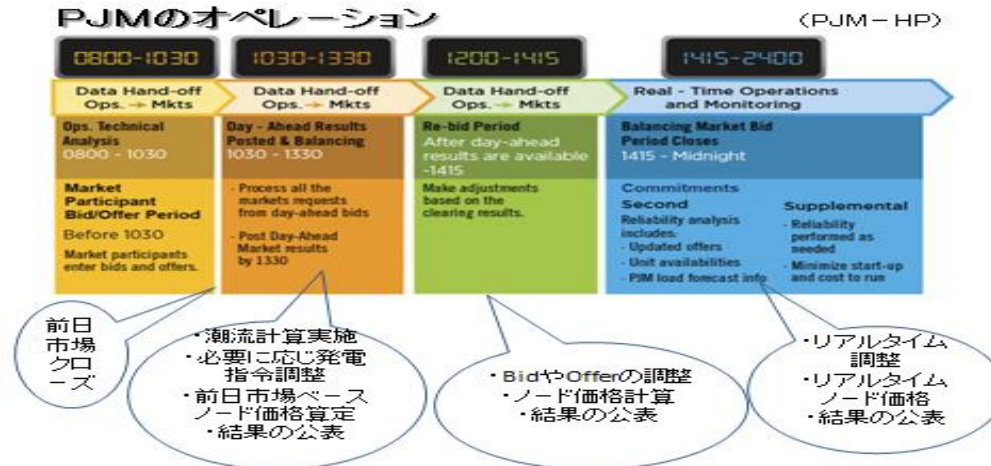 PJMのオペレーション
(PJM-HP)
0800-1030
1030-1330
1200-1415
1415-2400
Data Hand-off
Ops. → Mkts
Data Hand-off
Ops. → Mkts
Data Hand-off
Ops. → Mkts
Real - Time Operations
and Monitoring
Ops. Technical
Analysis
0800 - 1030
Market
Participant
Bid/Offer Period
Before 1030
Market participants
enter bids and offers.
Day - Ahead Results
Posted & Balancing
1030 - 1330
- Process all the
markets requests
from day-ahead bids
- Post Day-Ahead
Market results
by 1330
Re-bid Period
After day-ahead
results are available
-1415
Make adjustments
based on the
clearing results.
Balancing Market Bid
Period Closes
1415 - Midnight
Commitments
Second
Reliability analysis
includes:
- Updated offers
- Unit availabilities
- PJM load forecast info
Supplemental
- Reliability
performed as
needed
- Minimize start-up
and cost to run
前日
市場
クロ
ーズ
・潮流計算実施
・必要に応じ発電
指令調整
・前日市場ベース
ノード価格算定
・結果の公表
・BidやOfferの調整
・ノード価格計算
・結果の公表
・リアルタイム
調整
・リアルタイム
ノード価格
・結果の公表